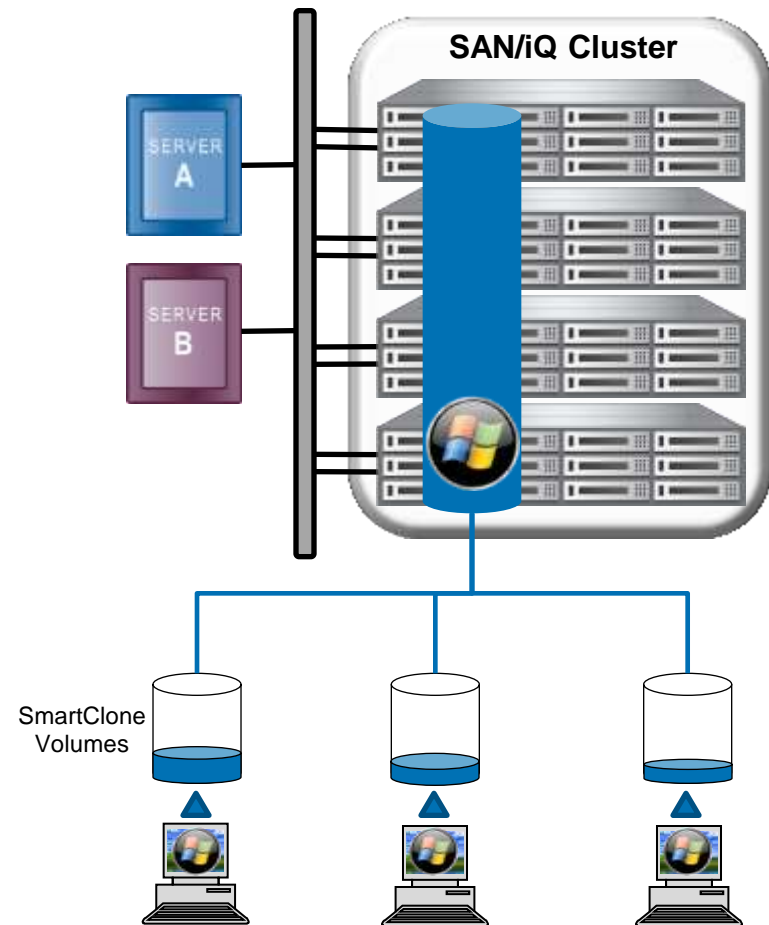 SAN/iQ Cluster
SERVER
A
SERVER
B
SmartClone
Volumes